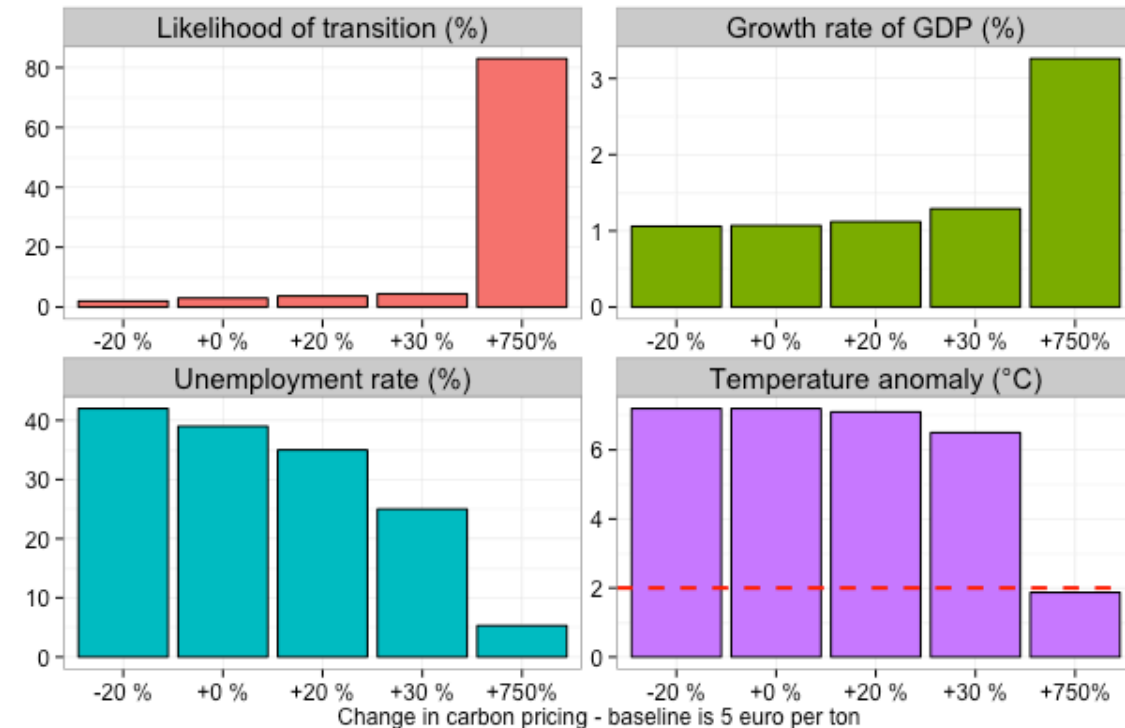 Likelihood of transition (%)
80
60
40
20
0
-20 % +0 % +20 % +30 % +750%
Growth rate of GDP (%)
3
2
1
0
-20 % +0 % +20 % +30 % +750%
Unemployment rate (%)
40
30
20
10
0
-20 % +0 % +20 % +30 % +750%
Temperature anomaly (°C)
6
4
2
0
-20 % +0 % +20 % +30 % +750%
Change in carbon pricing - baseline is 5 euro per ton